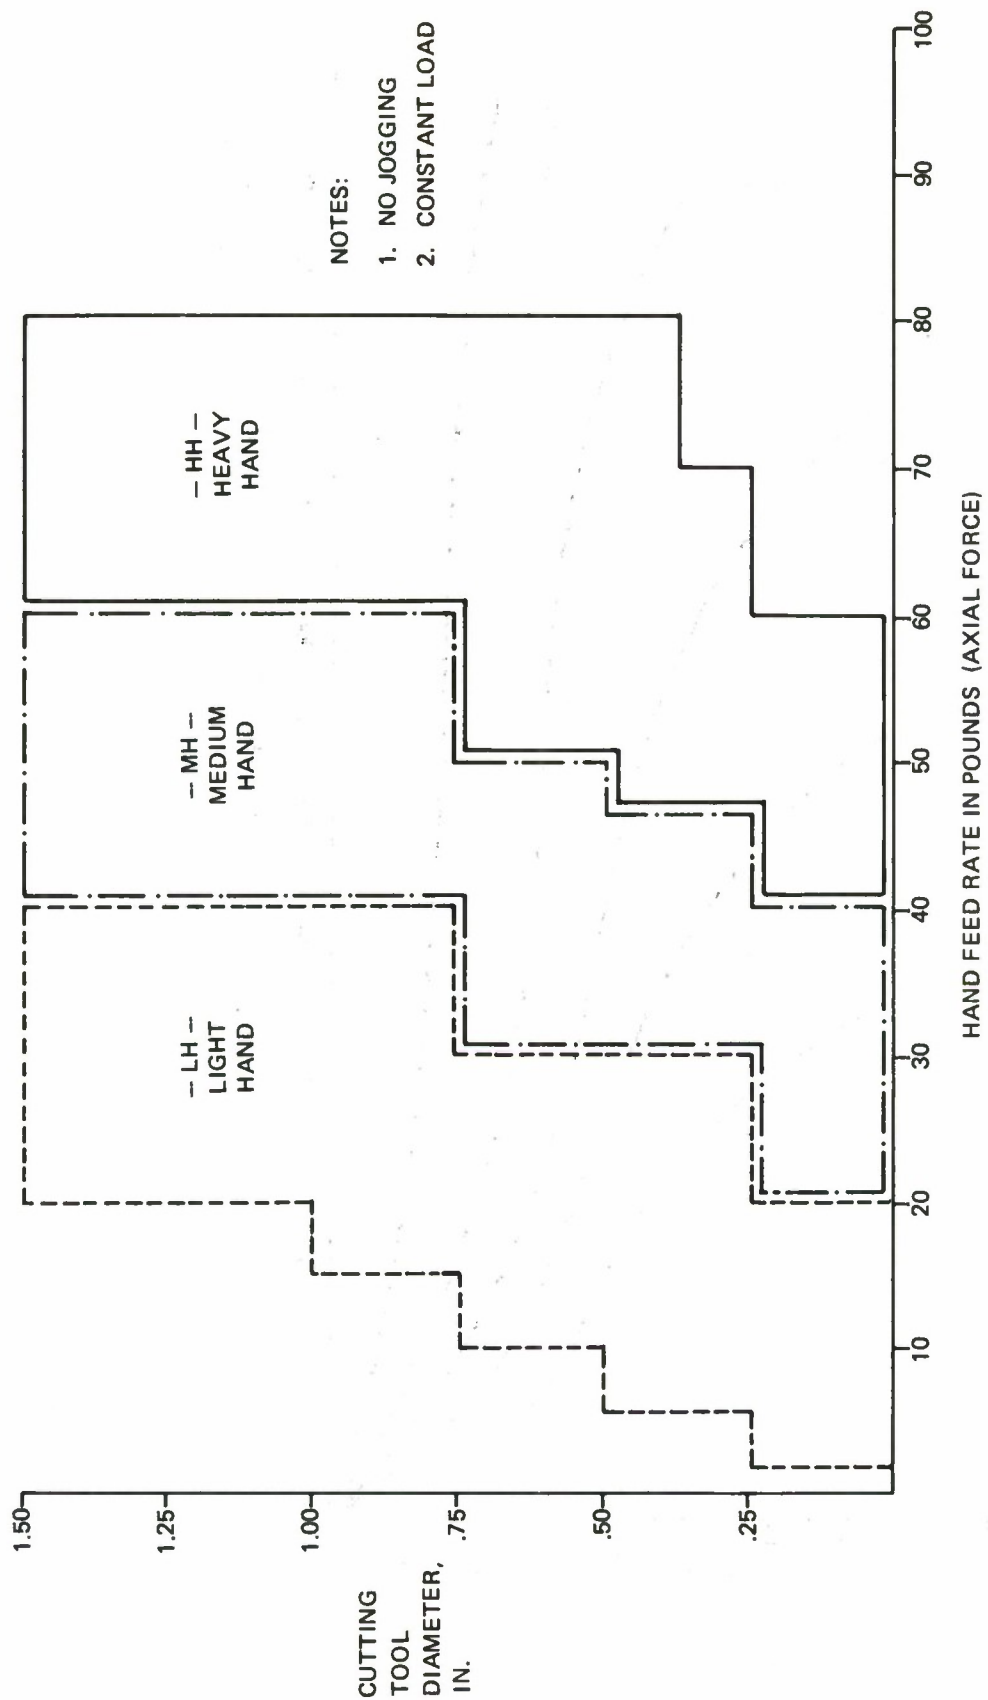 1.50
1.25
1.00
.75
.50
.25
CUTTING
TOOL
DIAMETER,
IN.
— LH —
LIGHT
HAND
— MH —
MEDIUM
HAND
— HH —
HEAVY
HAND
NOTES:
1. NO JOGGING
2. CONSTANT LOAD
10
20
30
40
50
60
70
80
90
100
HAND FEED RATE IN POUNDS (AXIAL FORCE)